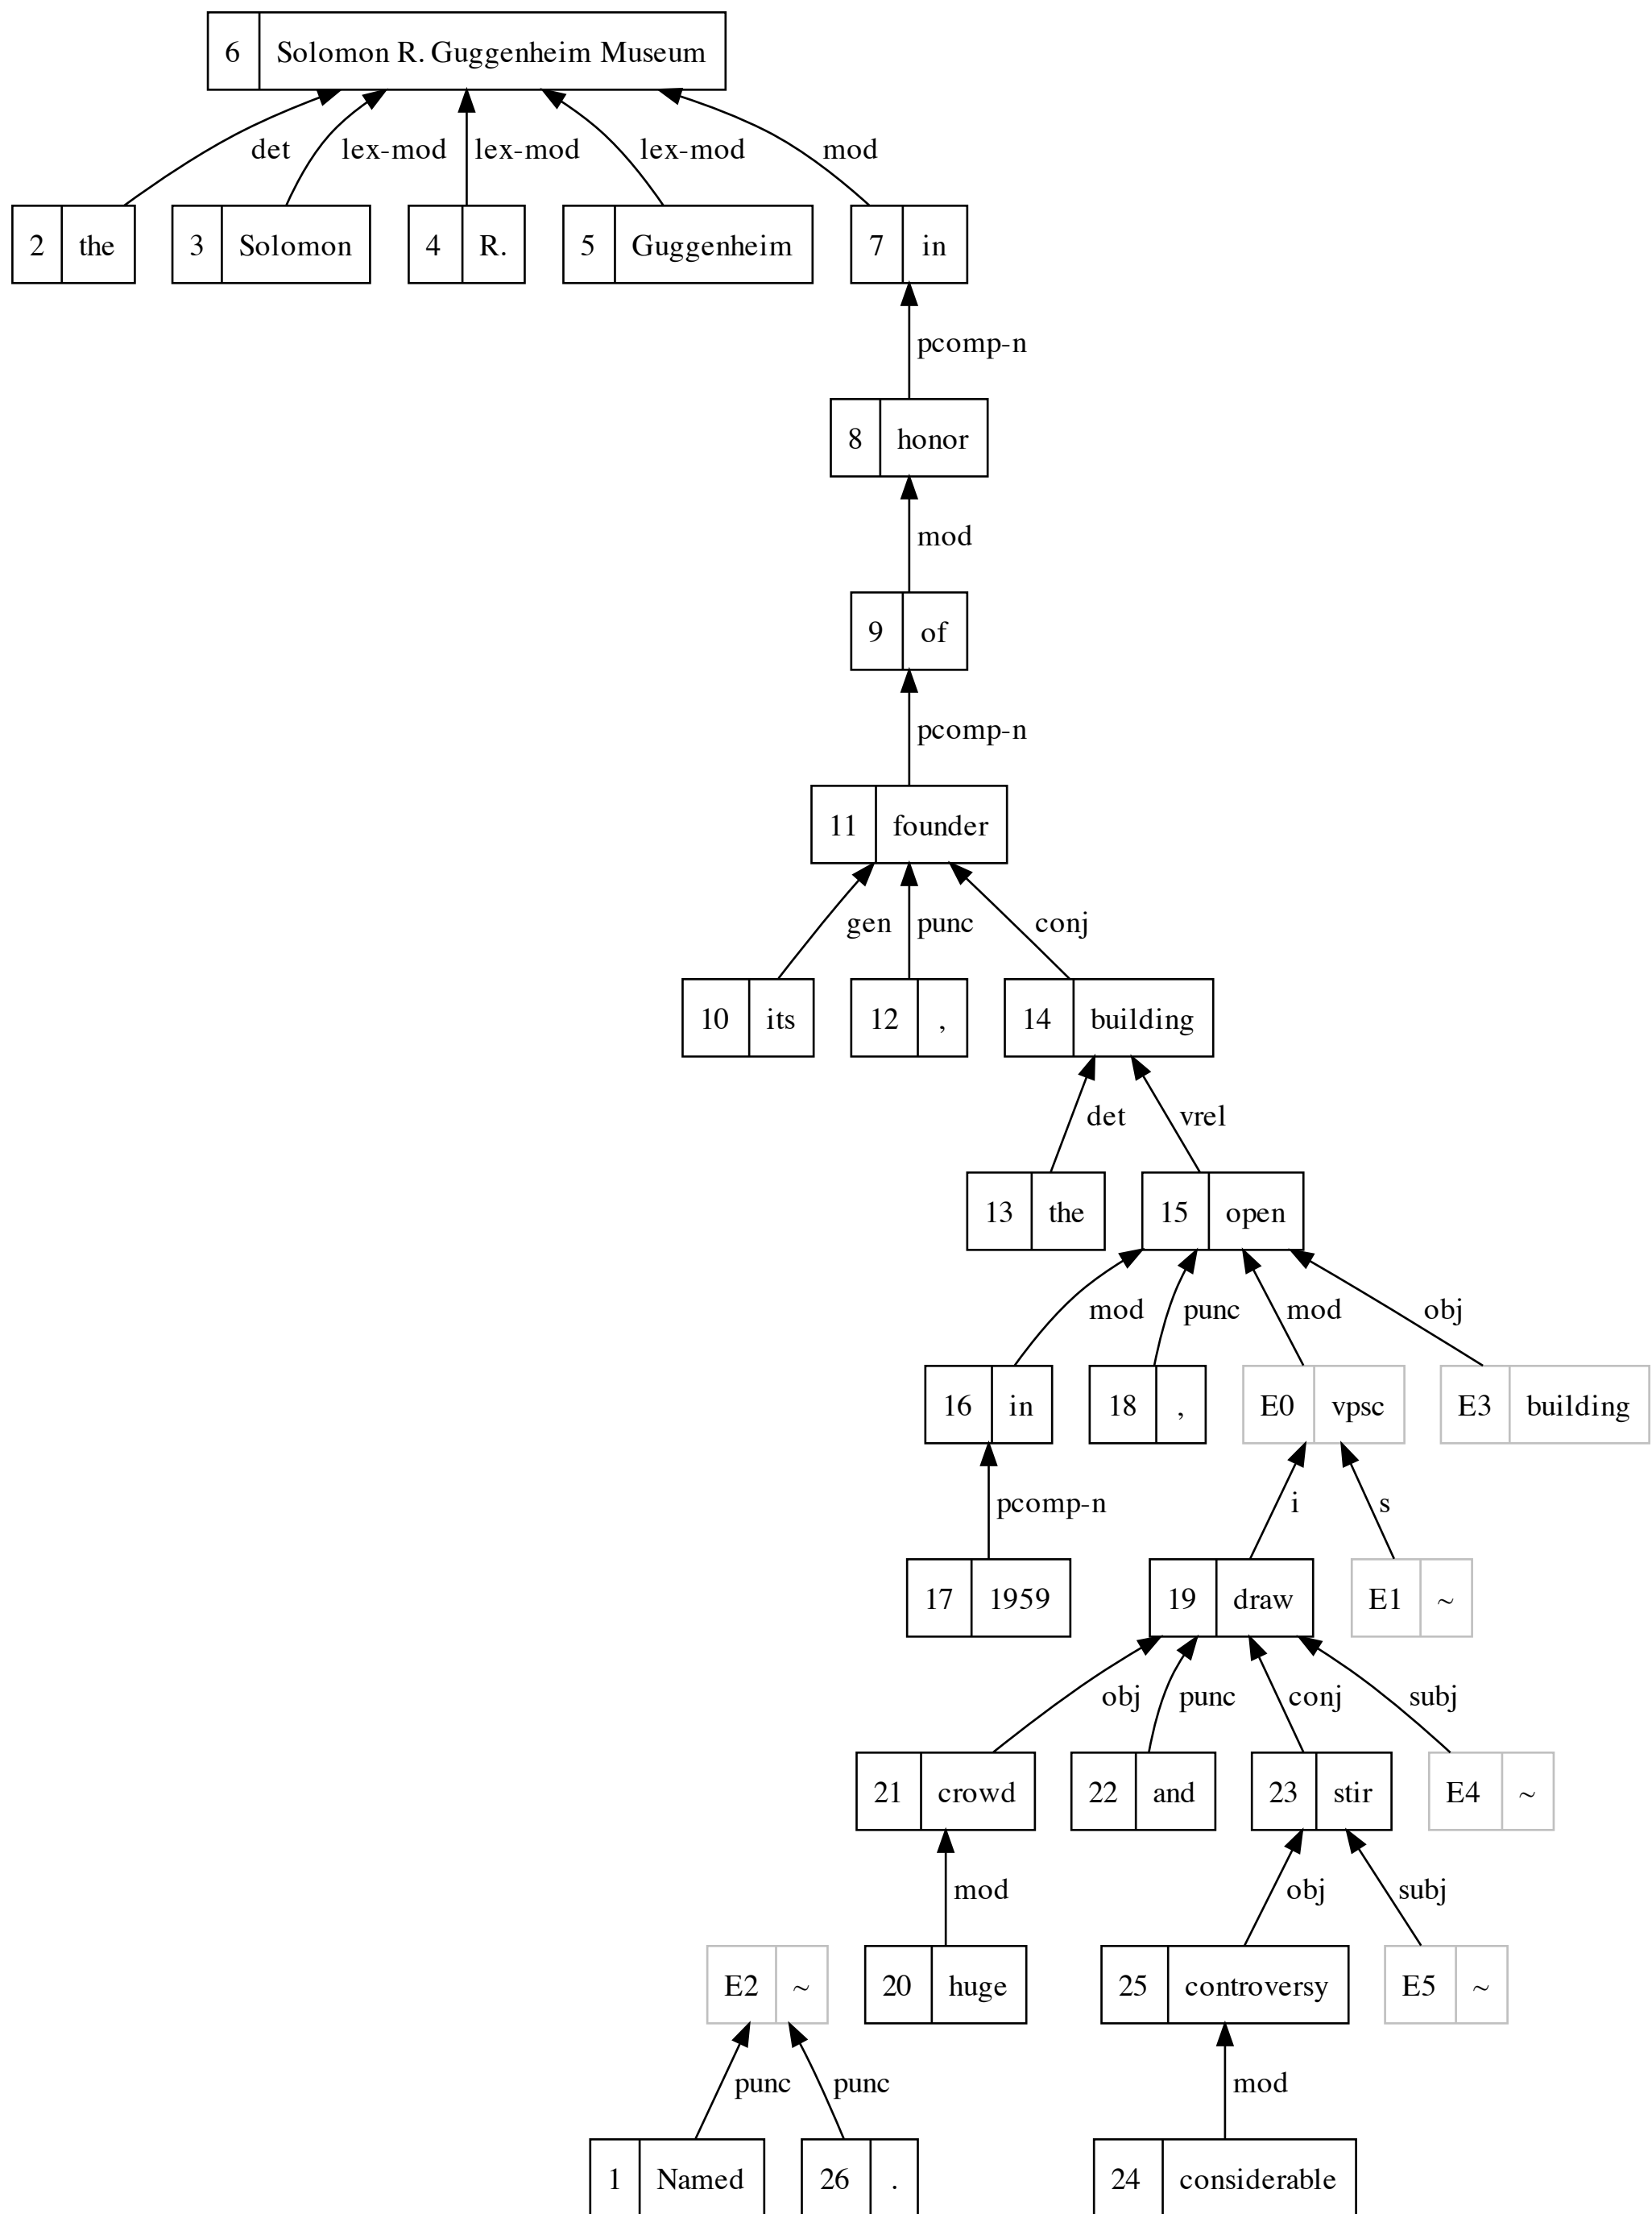 6 Solomon R. Guggenheim Museum
det lex-mod lex-mod lex-mod mod
2 the 3 Solomon 4 R. 5 Guggenheim 7 in
pcomp-n
8 honor
mod
9 of
pcomp-n
11 founder
gen punc conj
10 its 12 , 14 building
det vrel
13 the 15 open
mod punc mod obj
16 in 18 , E0 vpsc E3 building
pcomp-n i s
17 1959 19 draw E1 ~
obj punc conj subj
21 crowd 22 and 23 stir E4 ~
mod obj subj
E2 ~ 20 huge 25 controversy E5 ~
punc punc mod
1 Named 26 . 24 considerable